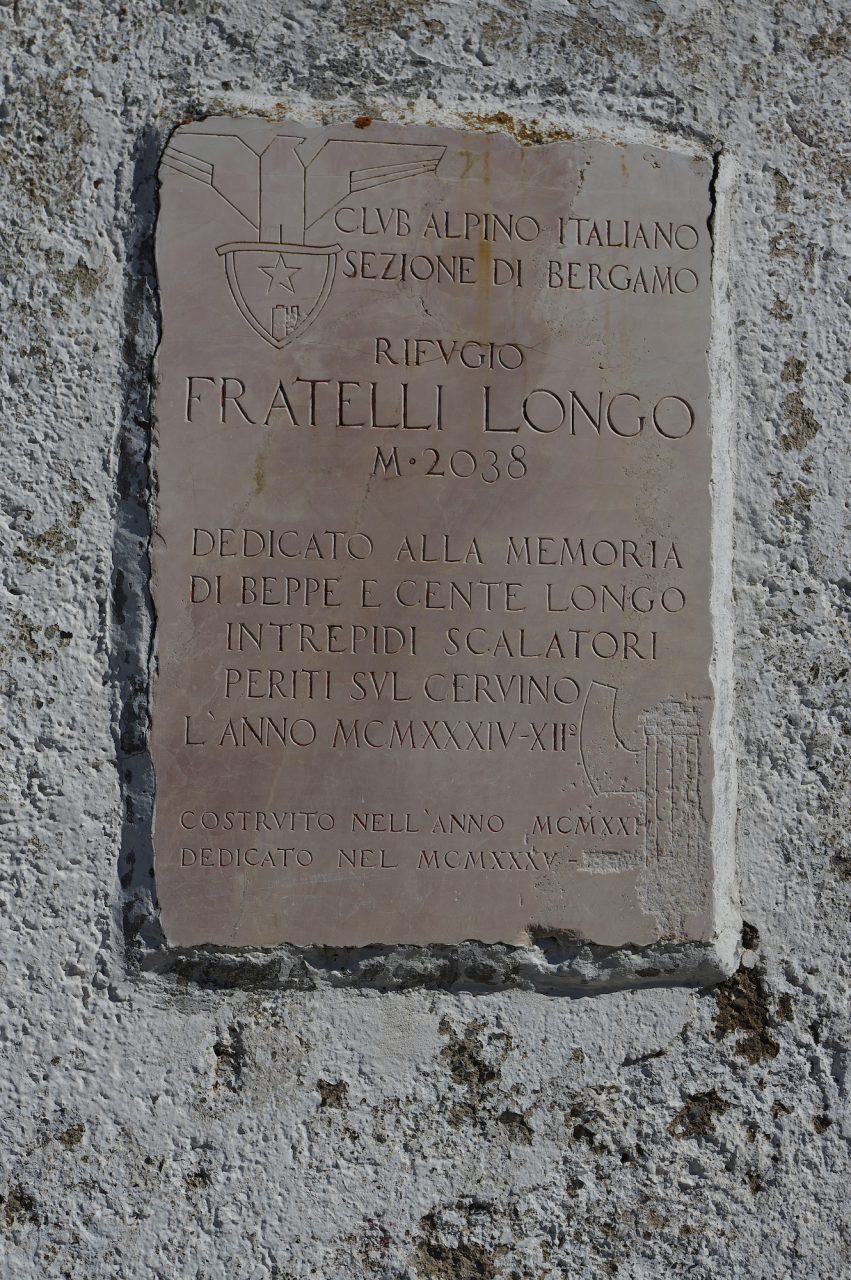 CLVB ALPINO ITALIANO
SEZIONE DI BERGAMO
RIFVGIO
FRATELLI LONGO
M·2038
DEDICATO ALLA MEMORIA
DI BEPPE E CENTE LONGO
INTREPIDI SCALATORI
PERITI SVL CERVINO
L'ANNO MCMXXXIV-XII°
COSTRVITO NELL'ANNO MCMXXI
DEDICATO NEL MCMXXXV-